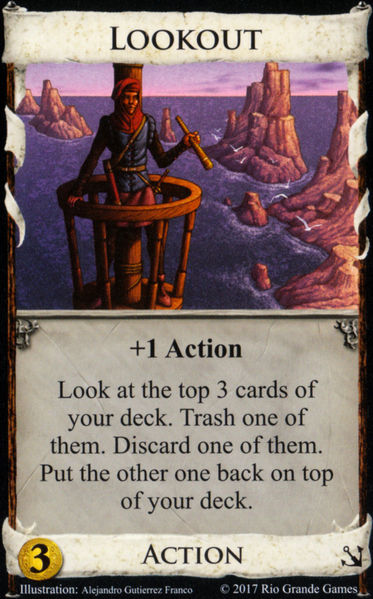 LOOKOUT
+1 Action
Look at the top 3 cards of
your deck. Trash one of
them. Discard one of them.
Put the other one back on top
of your deck.
3
ACTION
Illustration: Alejandro Gutierrez Franco © 2017 Rio Grande Games